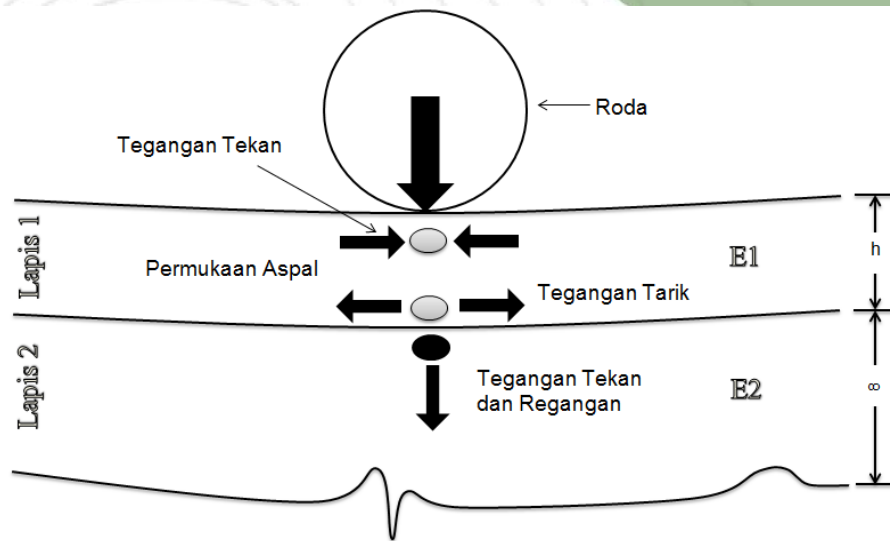 Roda
Tegangan Tekan
Lapis 1
Permukaan Aspal
E1
h
Tegangan Tarik
Lapis 2
Tegangan Tekan
dan Regangan
E2
∞